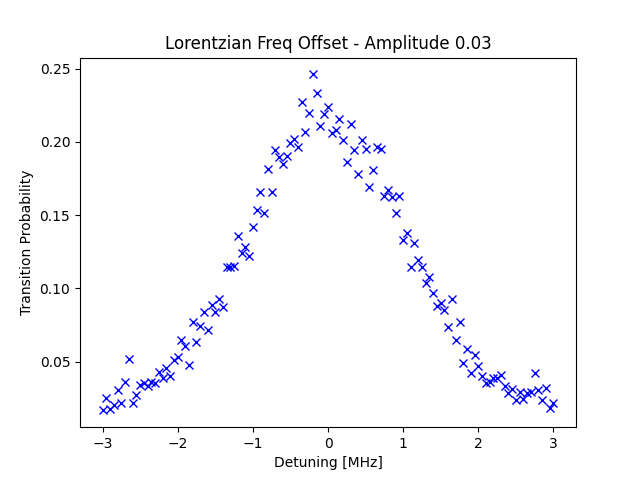 Lorentzian Freq Offset - Amplitude 0.03
0.25
0.20
0.15
0.10
0.05
Transition Probability
−3 −2 −1 0 1 2 3
Detuning [MHz]